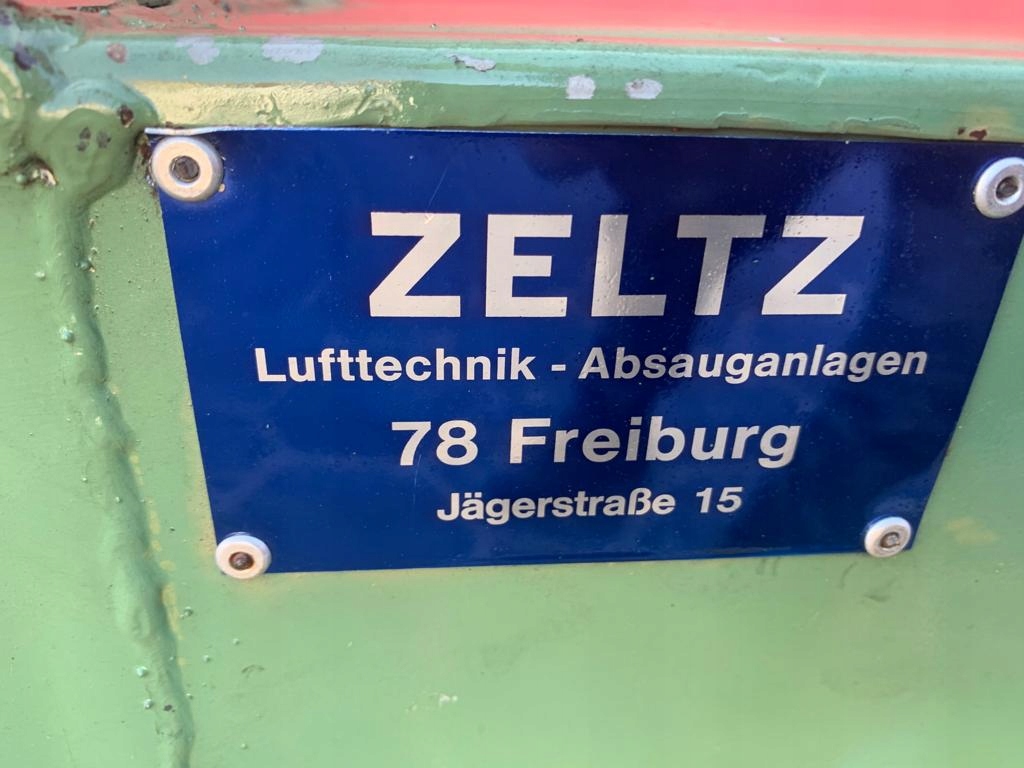 ZELTZ
Lufttechnik - Absauganlagen
78 Freiburg
Jägerstraße 15